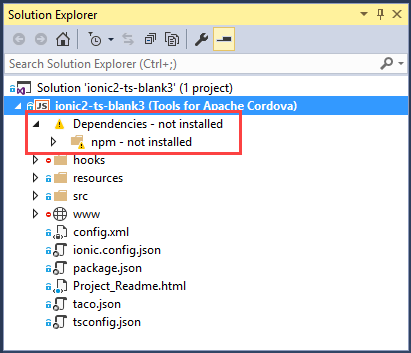 Solution Explorer
Search Solution Explorer (Ctrl+;)
Solution 'ionic2-ts-blank3' (1 project)
JS ionic2-ts-blank3 (Tools for Apache Cordova)
Dependencies - not installed
npm - not installed
hooks
resources
src
www
config.xml
ionic.config.json
package.json
Project_Readme.html
taco.json
tsconfig.json